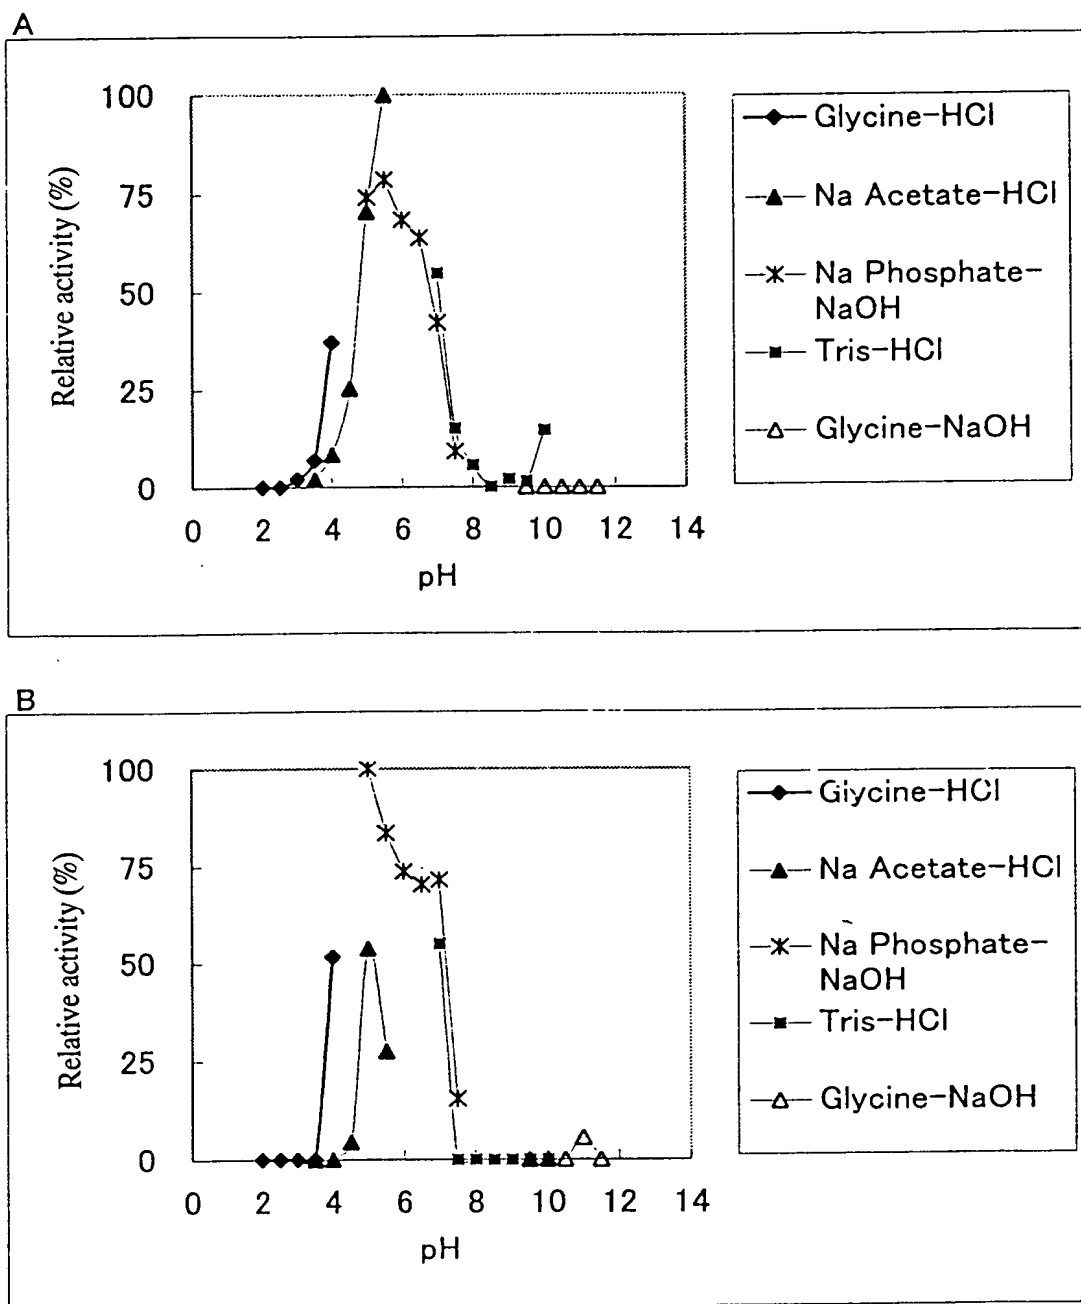 A
100
75
50
25
0
Relative activity (%)
0 2 4 6 8 10 12 14
pH
Glycine-HCl
Na Acetate-HCl
Na Phosphate-
NaOH
Tris-HCl
Glycine-NaOH
B
100
75
50
25
0
Relative activity (%)
0 2 4 6 8 10 12 14
pH
Glycine-HCl
Na Acetate-HCl
Na Phosphate-
NaOH
Tris-HCl
Glycine-NaOH